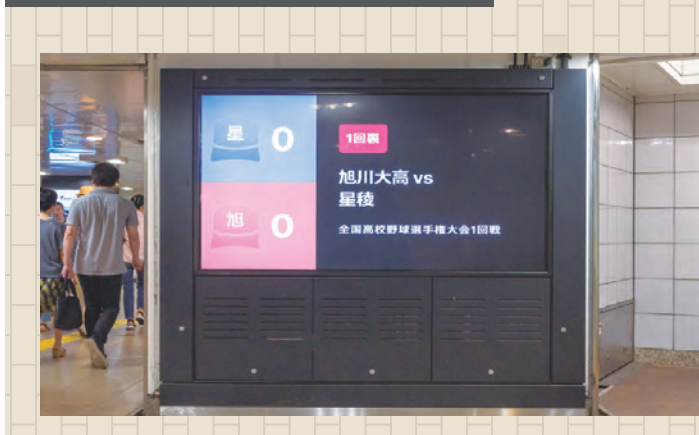 星 0
旭 0
1回裏
旭川大高 vs
星稜
全国高校野球選手権大会1回戦